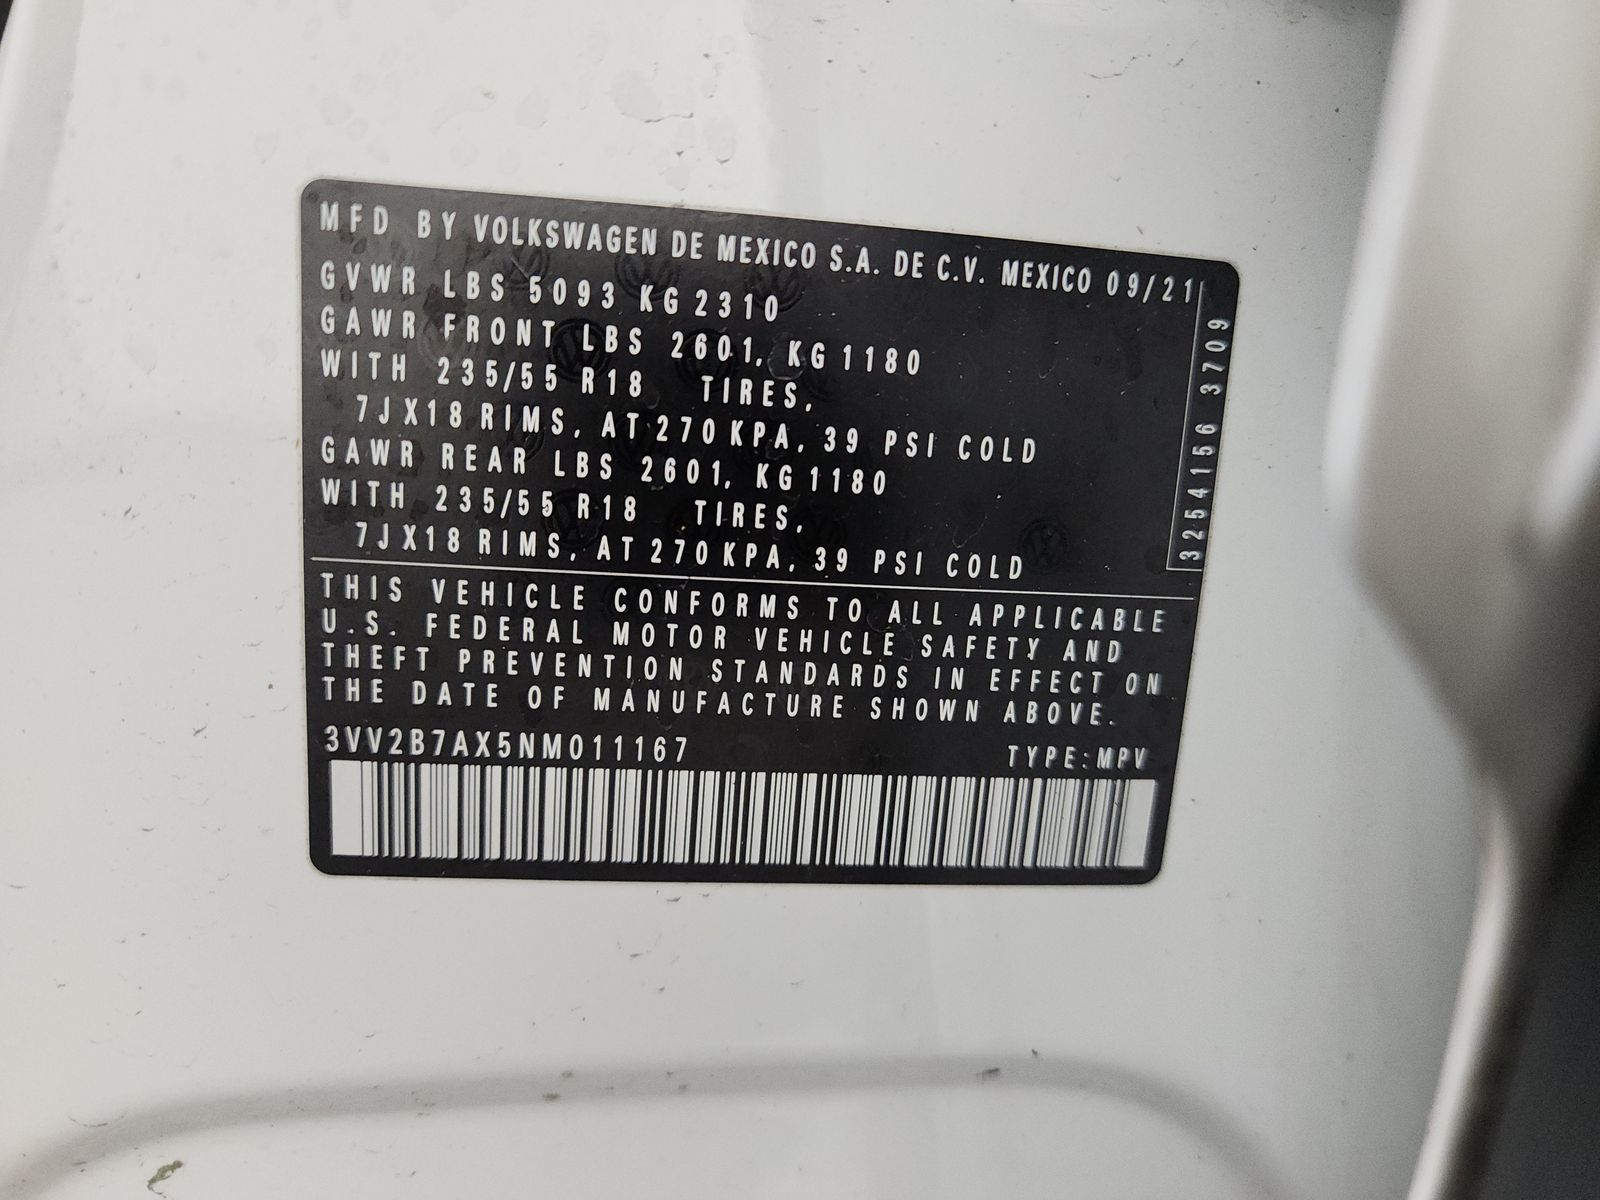 MFD BY VOLKSWAGEN DE MEXICO S.A. DE C.V. MEXICO 09/21
GVWR LBS 5093 KG 2310
GAWR FRONT LBS 2601, KG 1180
WITH 235/55 R18 TIRES,
7JX18 RIMS, AT 270 KPA, 39 PSI COLD
GAWR REAR LBS 2601, KG 1180
WITH 235/55 R18 TIRES,
7JX18 RIMS, AT 270 KPA, 39 PSI COLD
3254156 3709
THIS VEHICLE CONFORMS TO ALL APPLICABLE
U.S. FEDERAL MOTOR VEHICLE SAFETY AND
THEFT PREVENTION STANDARDS IN EFFECT ON
THE DATE OF MANUFACTURE SHOWN ABOVE.
3VV2B7AX5NM011167 TYPE:MPV